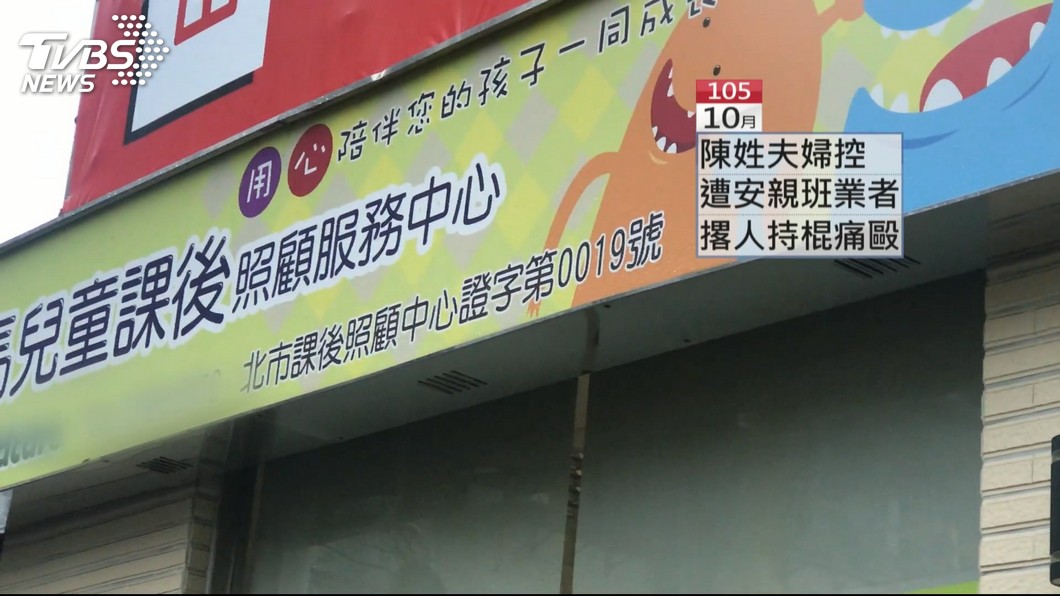 TVBS
NEWS
用心陪伴您的孩子一同成長
兒童課後照顧服務中心
北市課後照顧中心證字第0019號
105
10月
陳姓夫婦控
遭安親班業者
撂人持棍痛毆